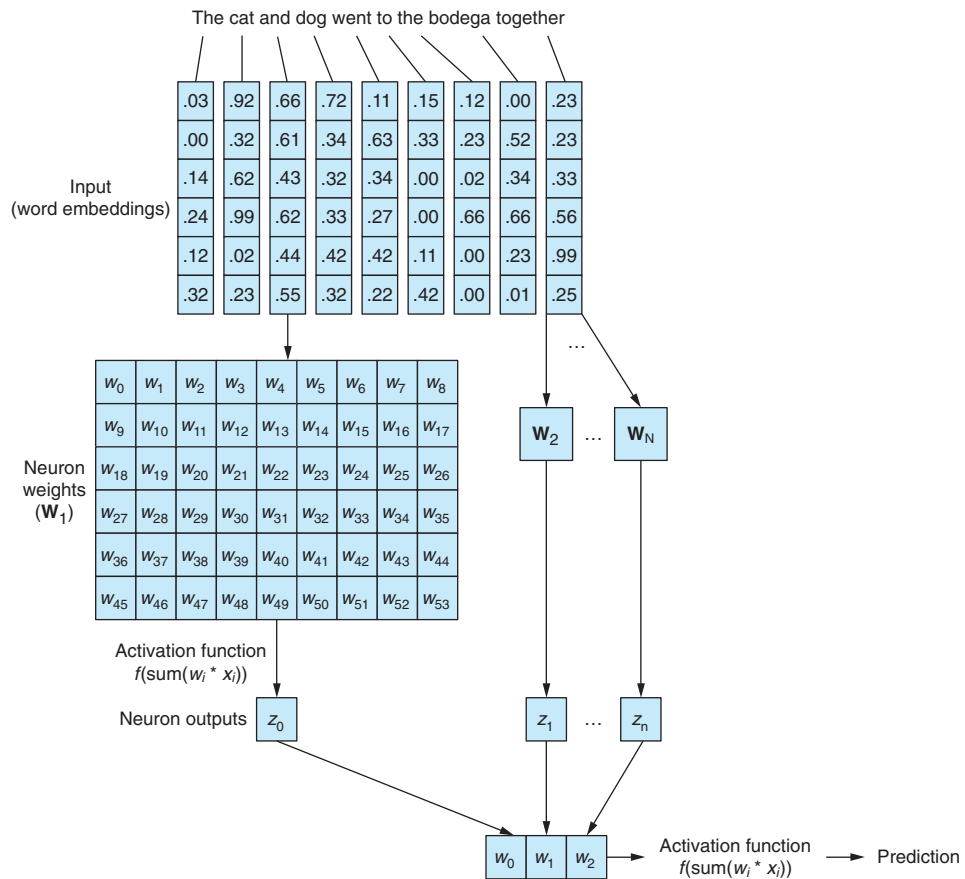 The cat and dog went to the bodega together
.03 .92 .66 .72 .11 .15 .12 .00 .23
.00 .32 .61 .34 .63 .33 .23 .52 .23
.14 .62 .43 .32 .34 .00 .02 .34 .33
.24 .99 .62 .33 .27 .00 .66 .66 .56
.12 .02 .44 .42 .42 .11 .00 .23 .99
.32 .23 .55 .32 .22 .42 .00 .01 .25
Input
(word embeddings)
...
w₀ w₁ w₂ w₃ w₄ w₅ w₆ w₇ w₈
w₉ w₁₀ w₁₁ w₁₂ w₁₃ w₁₄ w₁₅ w₁₆ w₁₇
w₁₈ w₁₉ w₂₀ w₂₁ w₂₂ w₂₃ w₂₄ w₂₅ w₂₆
w₂₇ w₂₈ w₂₉ w₃₀ w₃₁ w₃₂ w₃₃ w₃₄ w₃₅
w₃₆ w₃₇ w₃₈ w₃₉ w₄₀ w₄₁ w₄₂ w₄₃ w₄₄
w₄₅ w₄₆ w₄₇ w₄₈ w₄₉ w₅₀ w₅₁ w₅₂ w₅₃
Neuron
weights
(W₁)
W₂ ... W_N
Activation function
f(sum(wᵢ * xᵢ))
Neuron outputs z₀ z₁ ... zₙ
w₀ w₁ w₂
Activation function
f(sum(wᵢ * xᵢ))
Prediction